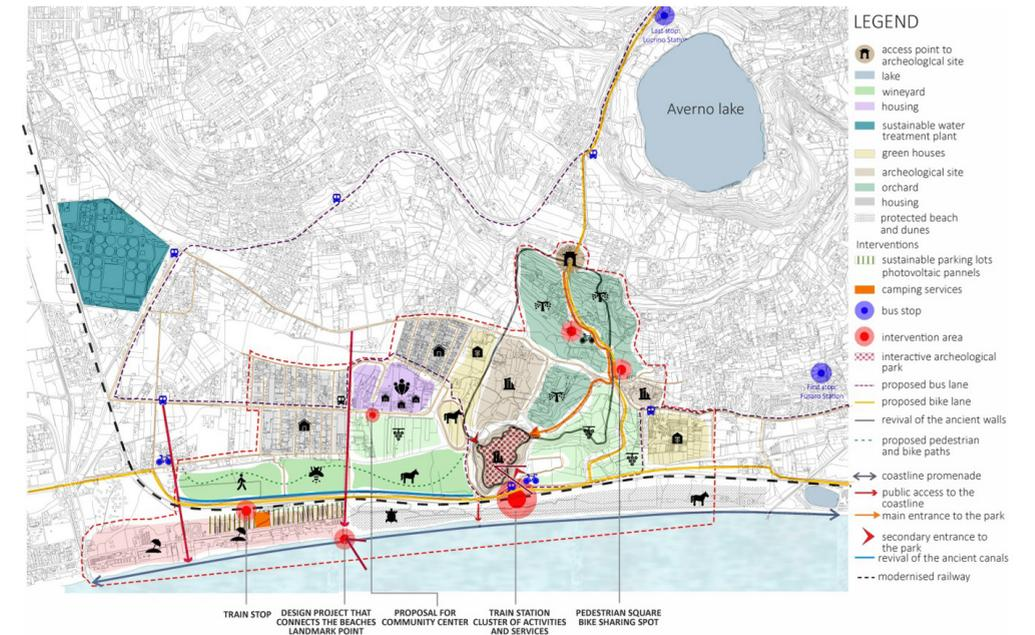 Last stop:
Lucrino Station
Averno lake
First stop:
Fusaro Station
TRAIN STOP
DESIGN PROJECT THAT
CONNECTS THE BEACHES
LANDMARK POINT
PROPOSAL FOR
COMMUNITY CENTER
TRAIN STATION
CLUSTER OF ACTIVITIES
AND SERVICES
PEDESTRIAN SQUARE
BIKE SHARING SPOT
LEGEND
access point to
archeological site
lake
wineyard
housing
sustainable water
treatment plant
green houses
archeological site
orchard
housing
protected beach
and dunes
Interventions
sustainable parking lots
photovoltaic pannels
camping services
bus stop
intervention area
interactive archeological
park
proposed bus lane
proposed bike lane
revival of the ancient walls
proposed pedestrian
and bike paths
coastline promenade
public access to the
coastline
main entrance to the park
secondary entrance to
the park
revival of the ancient canals
modernised railway